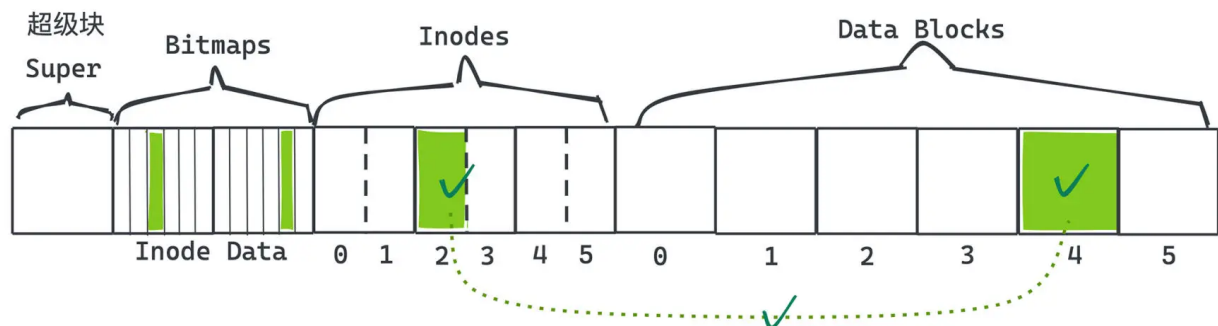 超级块
Super
Bitmaps
Inodes
Data Blocks
Inode Data
0 1 2 3 4 5 0 1 2 3 4 5